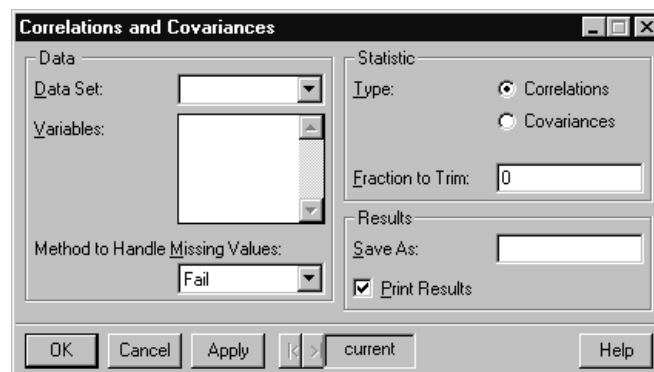 Correlations and Covariances
Data
Data Set:
Variables:
Method to Handle Missing Values:
Fail
Statistic
Type:
Correlations
Covariances
Fraction to Trim:
0
Results
Save As:
Print Results
OK
Cancel
Apply
current
Help